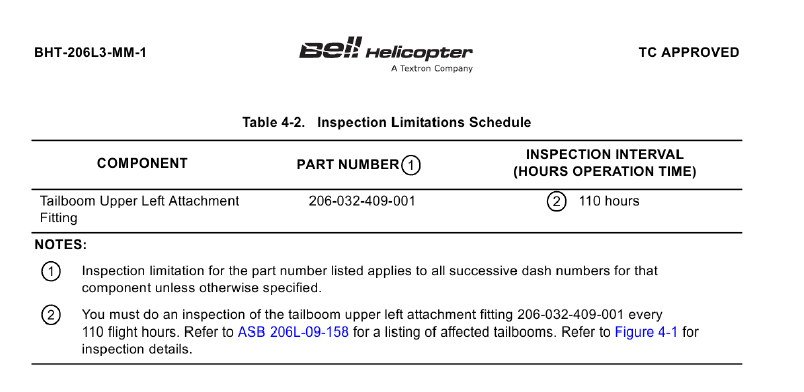 BHT-206L3-MM-1
Bell Helicopter
A Textron Company
TC APPROVED
Table 4-2. Inspection Limitations Schedule
COMPONENT
PART NUMBER 1
INSPECTION INTERVAL
(HOURS OPERATION TIME)
Tailboom Upper Left Attachment
Fitting
206-032-409-001
2 110 hours
NOTES:
1 Inspection limitation for the part number listed applies to all successive dash numbers for that
component unless otherwise specified.
2 You must do an inspection of the tailboom upper left attachment fitting 206-032-409-001 every
110 flight hours. Refer to ASB 206L-09-158 for a listing of affected tailbooms. Refer to Figure 4-1 for
inspection details.